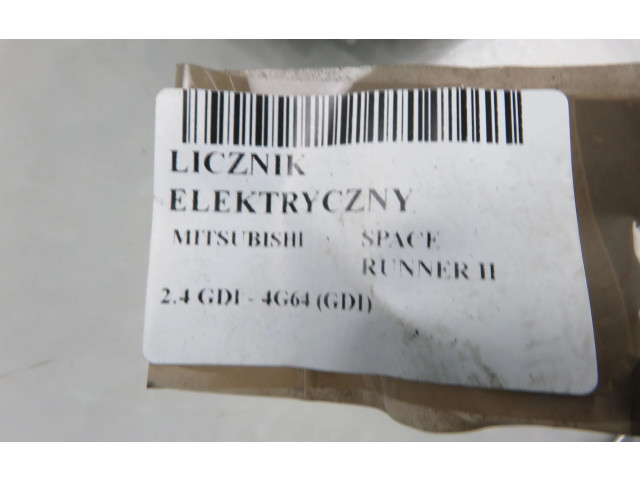 LICZNIK
ELEKTRYCZNY
MITSUBISHI SPACE
RUNNER II
2.4 GDI - 4G64 (GDI)